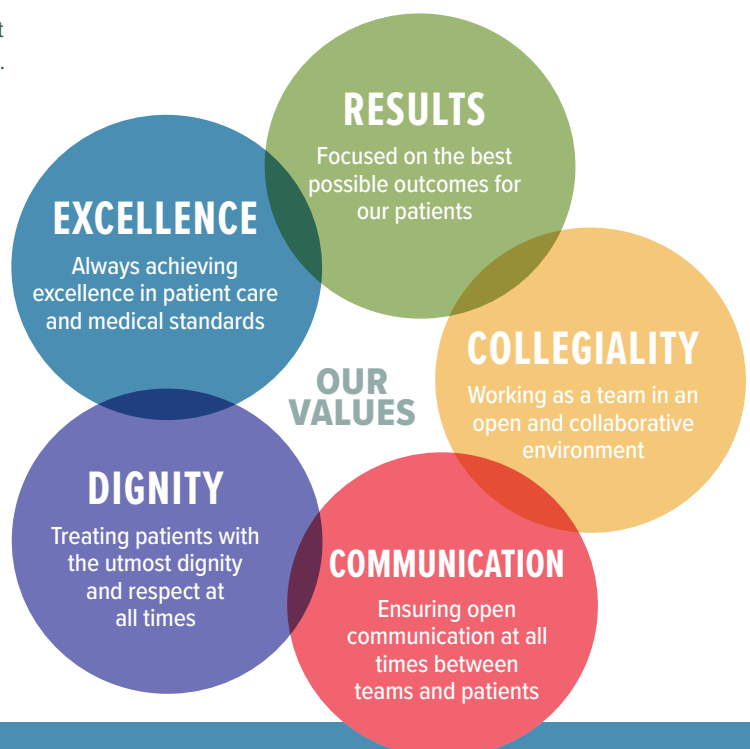 t
.
RESULTS
Focused on the best
possible outcomes for
our patients
EXCELLENCE
Always achieving
excellence in patient care
and medical standards
COLLEGIALITY
Working as a team in an
open and collaborative
environment
OUR
VALUES
DIGNITY
Treating patients with
the utmost dignity
and respect at
all times
COMMUNICATION
Ensuring open
communication at all
times between
teams and patients